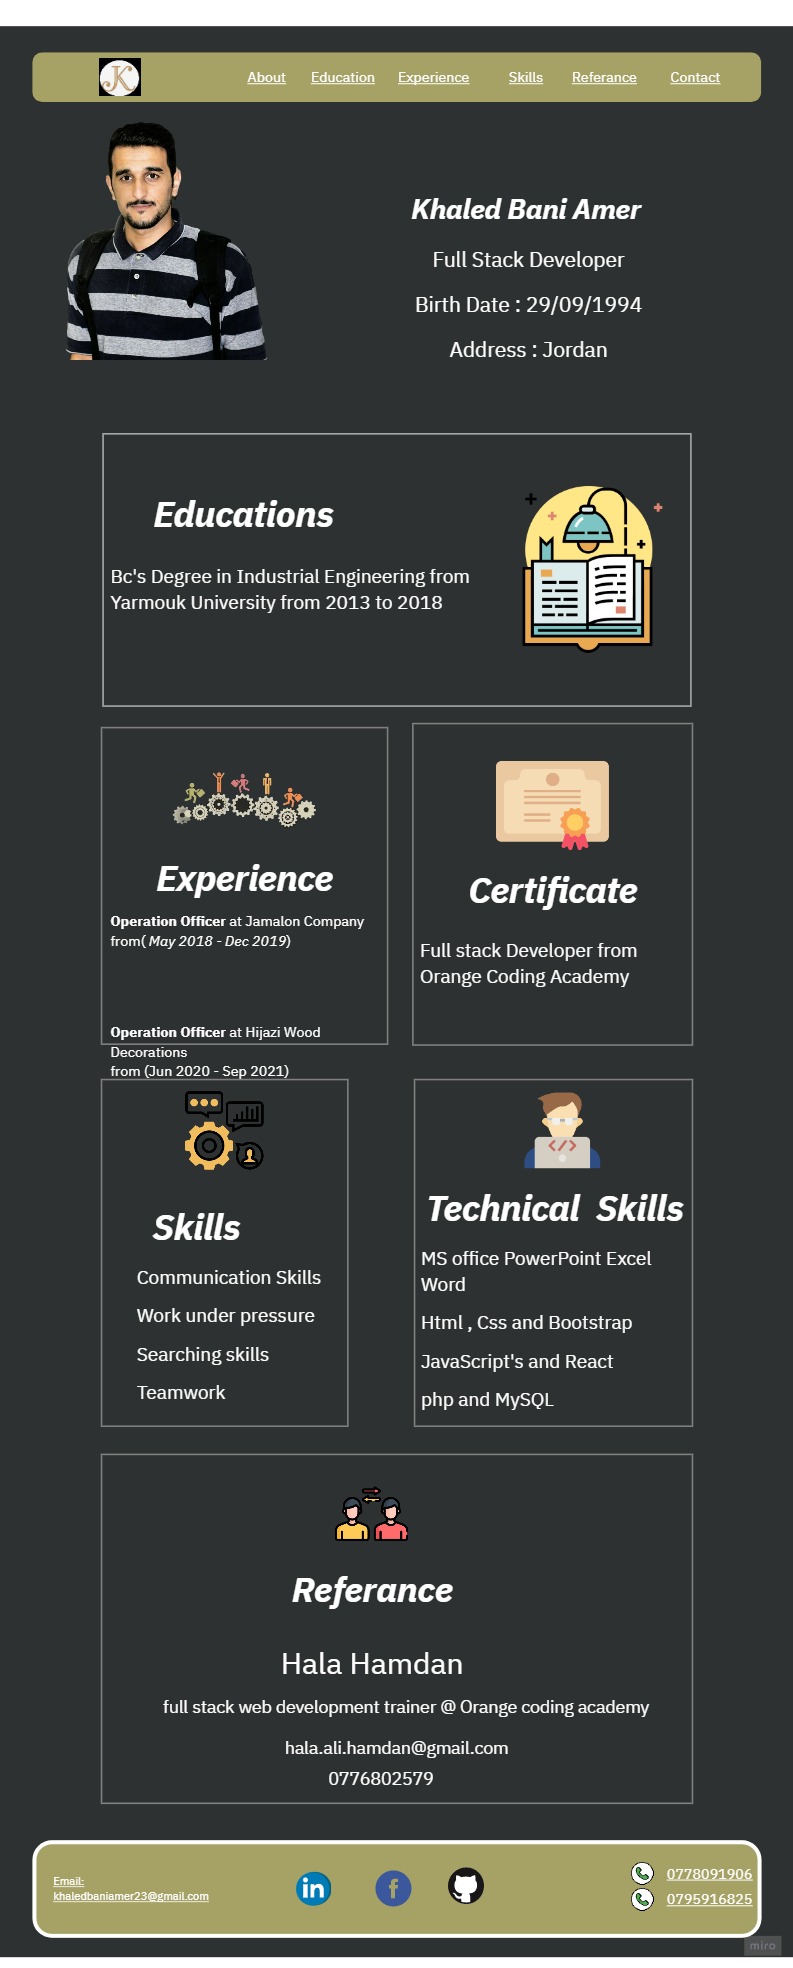 JK
About Education Experience Skills Referance Contact
Khaled Bani Amer
Full Stack Developer
Birth Date : 29/09/1994
Address : Jordan
Educations
Bc's Degree in Industrial Engineering from
Yarmouk University from 2013 to 2018
Experience
Operation Officer at Jamalon Company
from( May 2018 - Dec 2019)
Operation Officer at Hijazi Wood
Decorations
from (Jun 2020 - Sep 2021)
Certificate
Full stack Developer from
Orange Coding Academy
Skills
Communication Skills
Work under pressure
Searching skills
Teamwork
Technical  Skills
MS office PowerPoint Excel
Word
Html , Css and Bootstrap
JavaScript's and React
php and MySQL
Referance
Hala Hamdan
full stack web development trainer @ Orange coding academy
hala.ali.hamdan@gmail.com
0776802579
Email:
khaledbaniamer23@gmail.com
in
f
0778091906
0795916825
miro